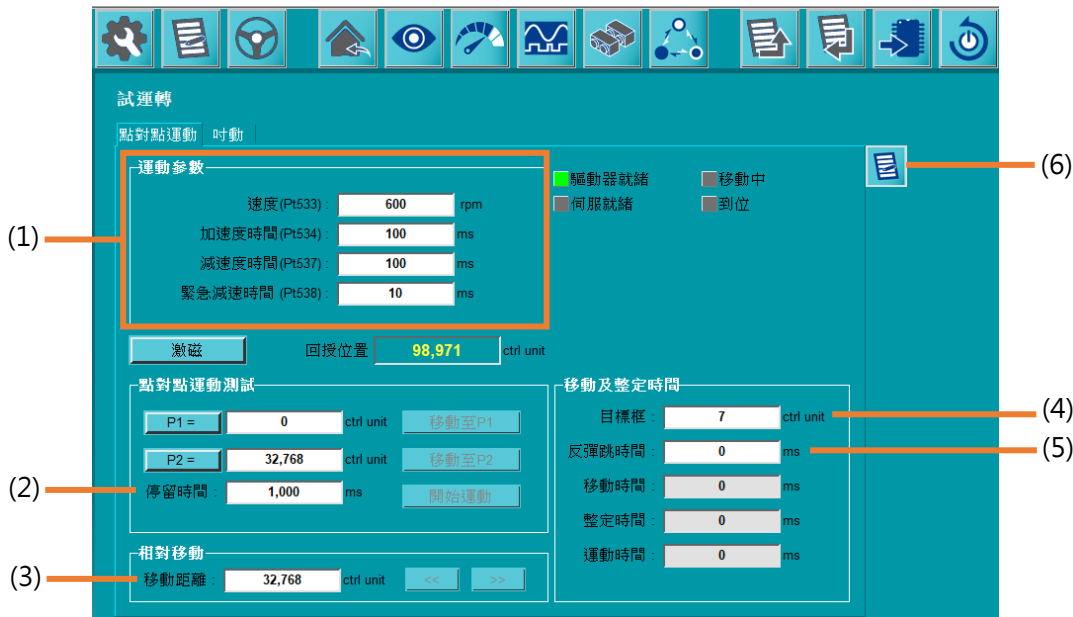 試運轉
點對點運動 吋動
運動參數
速度(Pt533) : 600 rpm
加速度時間(Pt534) : 100 ms
減速度時間(Pt537) : 100 ms
緊急減速時間 (Pt538) : 10 ms
(1)
驅動器就緒 移動中
伺服就緒 到位
(6)
激磁 回授位置 98,971 ctrl unit
點對點運動測試
P1 = 0 ctrl unit 移動至P1
P2 = 32,768 ctrl unit 移動至P2
(2) 停留時間 : 1,000 ms 開始運動
相對移動
(3) 移動距離 : 32,768 ctrl unit << >>
移動及整定時間
目標框 : 7 ctrl unit (4)
反彈跳時間 : 0 ms (5)
移動時間 : 0 ms
整定時間 : 0 ms
運動時間 : 0 ms